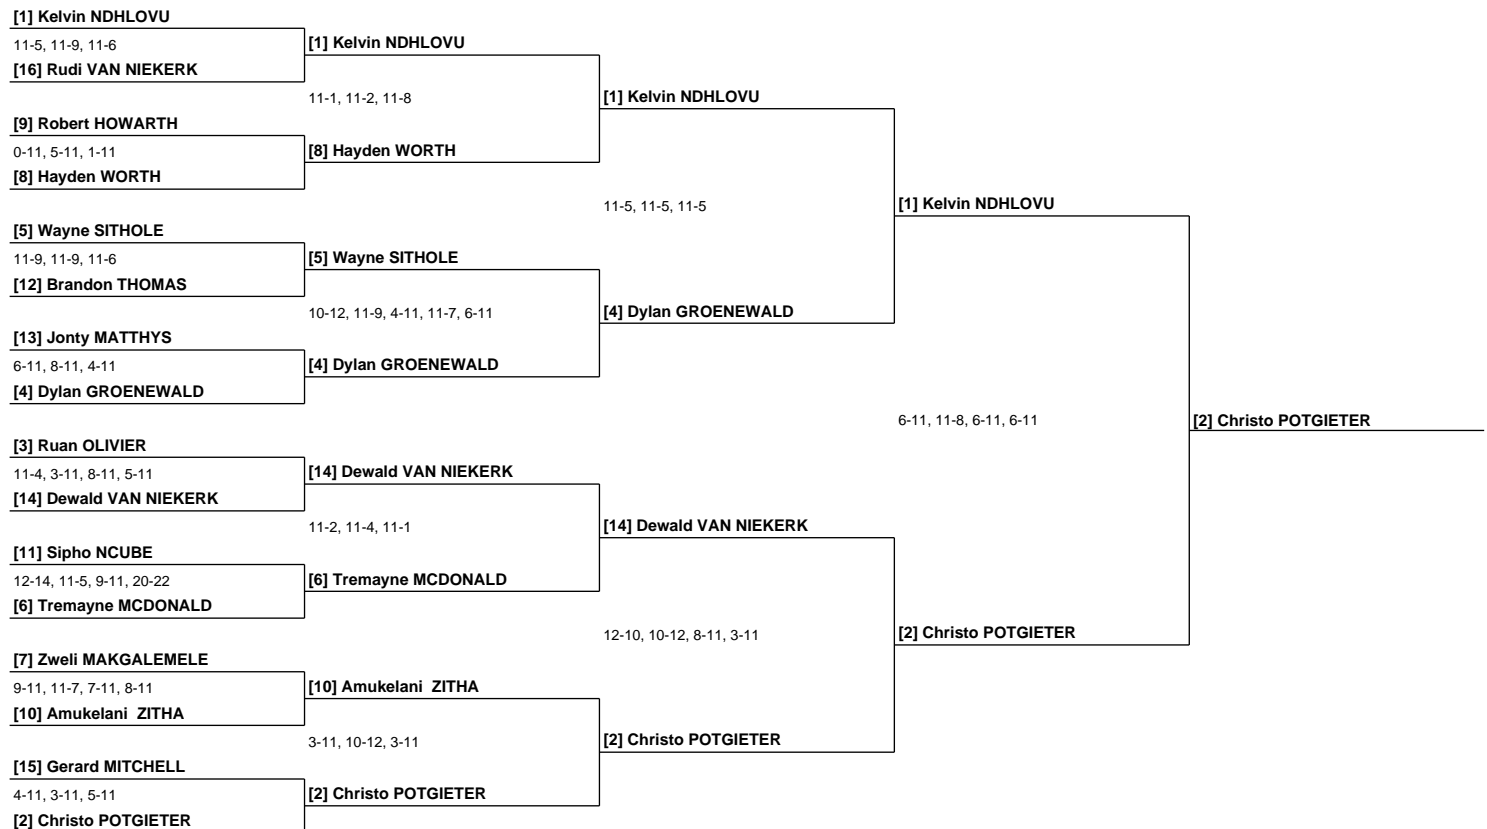 [1] Kelvin NDHLOVU
11-5, 11-9, 11-6
[16] Rudi VAN NIEKERK
[9] Robert HOWARTH
0-11, 5-11, 1-11
[8] Hayden WORTH
[5] Wayne SITHOLE
11-9, 11-9, 11-6
[12] Brandon THOMAS
[13] Jonty MATTHYS
6-11, 8-11, 4-11
[4] Dylan GROENEWALD
[3] Ruan OLIVIER
11-4, 3-11, 8-11, 5-11
[14] Dewald VAN NIEKERK
[11] Sipho NCUBE
12-14, 11-5, 9-11, 20-22
[6] Tremayne MCDONALD
[7] Zweli MAKGALEMELE
9-11, 11-7, 7-11, 8-11
[10] Amukelani  ZITHA
[15] Gerard MITCHELL
4-11, 3-11, 5-11
[2] Christo POTGIETER
[1] Kelvin NDHLOVU
11-1, 11-2, 11-8
[8] Hayden WORTH
[5] Wayne SITHOLE
10-12, 11-9, 4-11, 11-7, 6-11
[4] Dylan GROENEWALD
[14] Dewald VAN NIEKERK
11-2, 11-4, 11-1
[6] Tremayne MCDONALD
[10] Amukelani  ZITHA
3-11, 10-12, 3-11
[2] Christo POTGIETER
[1] Kelvin NDHLOVU
11-5, 11-5, 11-5
[4] Dylan GROENEWALD
[14] Dewald VAN NIEKERK
12-10, 10-12, 8-11, 3-11
[2] Christo POTGIETER
[1] Kelvin NDHLOVU
6-11, 11-8, 6-11, 6-11
[2] Christo POTGIETER
[2] Christo POTGIETER